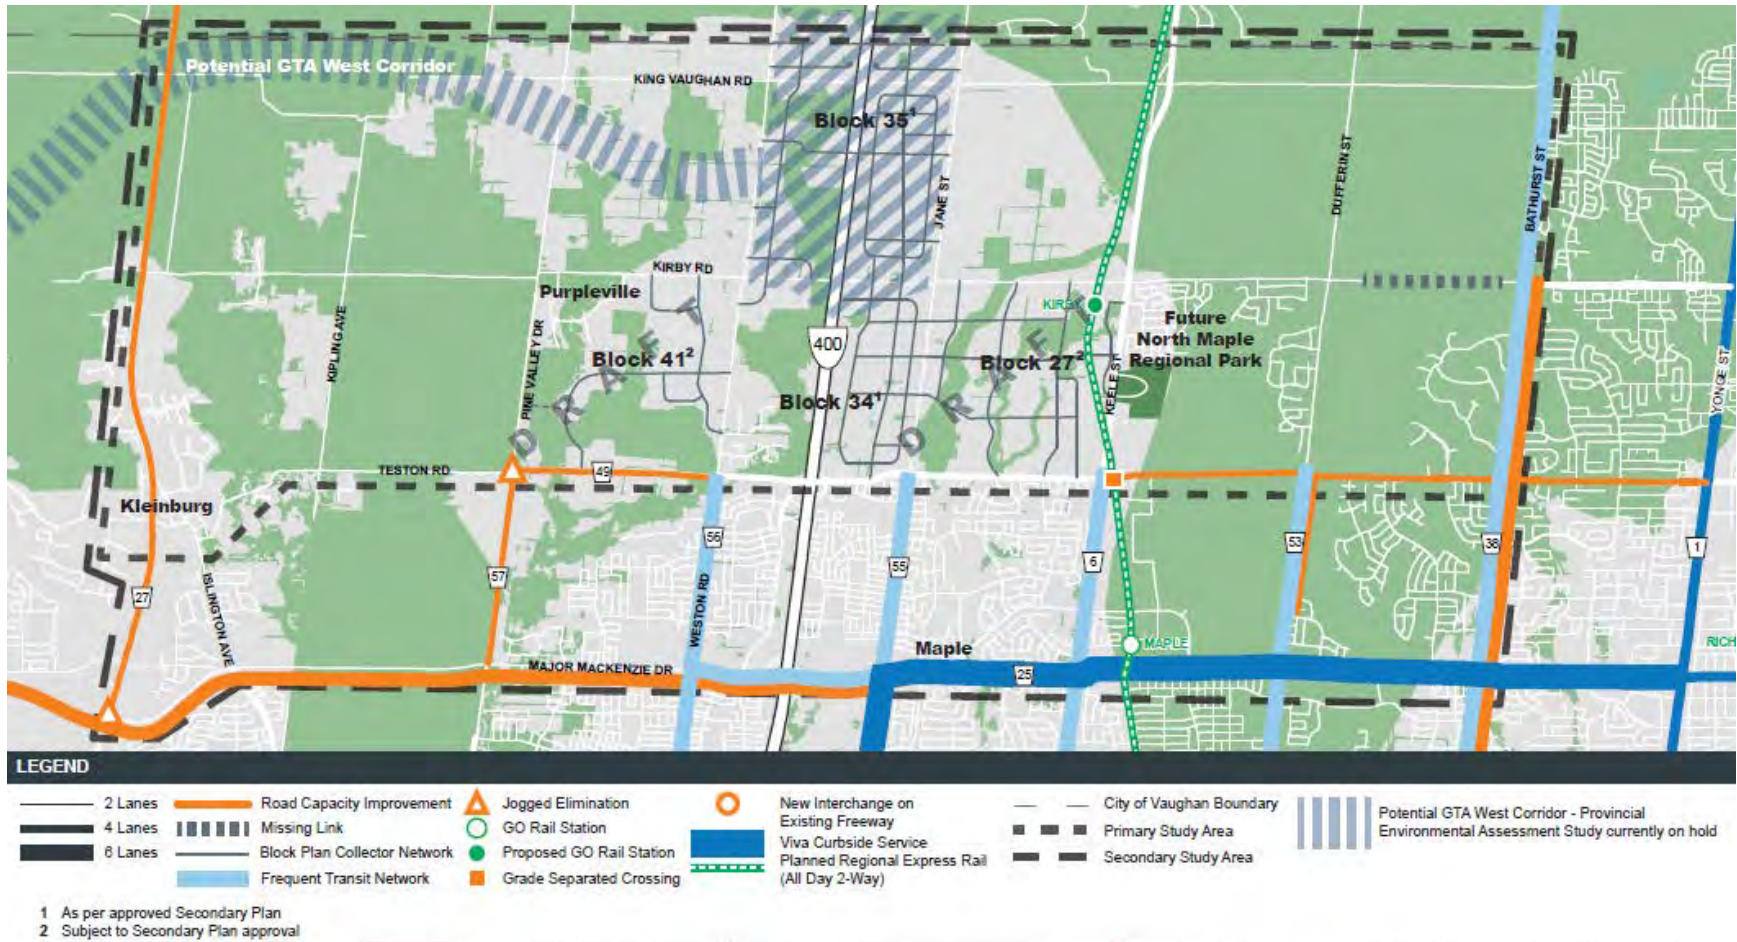 Potential GTA West Corridor
KING VAUGHAN RD
Block 35¹
JANE ST
DUFFERIN ST
BATHURST ST
KIRBY RD
Purpleville
KIRBY
Future
North Maple
Regional Park
KIPLING AVE
PINE VALLEY DR
Block 41²
400
Block 27²
KEELE ST
YONGE ST
Block 34¹
DRAFT
DRAFT
TESTON RD
49
Kleinburg
56
55
6
53
38
1
57
27
ISLINGTON AVE
WESTON RD
Maple
MAPLE
RICH
MAJOR MACKENZIE DR
25
LEGEND
2 Lanes
4 Lanes
6 Lanes
Road Capacity Improvement
Missing Link
Block Plan Collector Network
Frequent Transit Network
Jogged Elimination
GO Rail Station
Proposed GO Rail Station
Grade Separated Crossing
New Interchange on
Existing Freeway
Viva Curbside Service
Planned Regional Express Rail
(All Day 2-Way)
City of Vaughan Boundary
Primary Study Area
Secondary Study Area
Potential GTA West Corridor - Provincial
Environmental Assessment Study currently on hold
1 As per approved Secondary Plan
2 Subject to Secondary Plan approval